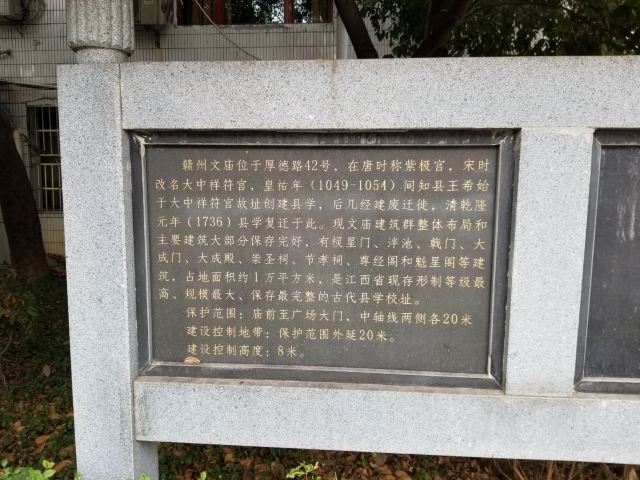 赣州文庙位于厚德路42号，在唐时称紫极宫，宋时
改名大中祥符宫，皇祐年（1049-1054）间知县王希始
于大中祥符宫故址创建县学，后几经建废迁徙，清乾隆
元年（1736）县学复迁于此。现文庙建筑群整体布局和
主要建筑大部分保存完好，有棂星门、泮池、戟门、大
成门、大成殿、崇圣祠、节孝祠、尊经阁和魁星阁等建
筑，占地面积约1万平方米，是江西省现存形制等级最
高、规模最大、保存最完整的古代县学校址。
保护范围：庙前至广场大门，中轴线两侧各20米
建设控制地带：保护范围外延20米。
建设控制高度：8米。